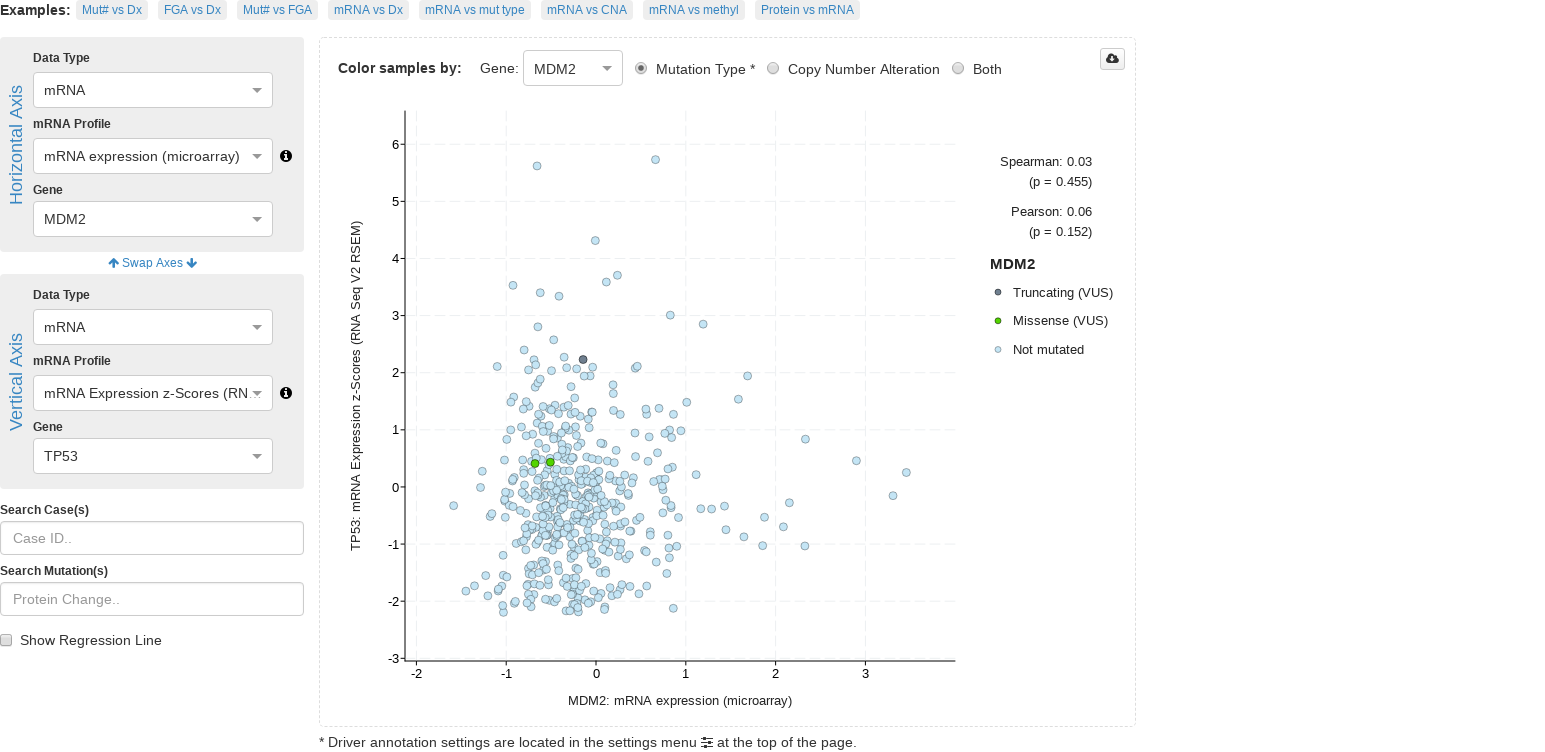 Examples: Mut# vs Dx FGA vs Dx Mut# vs FGA mRNA vs Dx mRNA vs mut type mRNA vs CNA mRNA vs methyl Protein vs mRNA
Horizontal Axis
Data Type
mRNA
mRNA Profile
mRNA expression (microarray)
Gene
MDM2
Swap Axes
Vertical Axis
Data Type
mRNA
mRNA Profile
mRNA Expression z-Scores (RN...
Gene
TP53
Search Case(s)
Case ID..
Search Mutation(s)
Protein Change..
Show Regression Line
Color samples by: Gene: MDM2 Mutation Type * Copy Number Alteration Both
TP53: mRNA Expression z-Scores (RNA Seq V2 RSEM)
6
5
4
3
2
1
0
-1
-2
-3
-2 -1 0 1 2 3
MDM2: mRNA expression (microarray)
Spearman: 0.03
(p = 0.455)
Pearson: 0.06
(p = 0.152)
MDM2
Truncating (VUS)
Missense (VUS)
Not mutated
* Driver annotation settings are located in the settings menu at the top of the page.